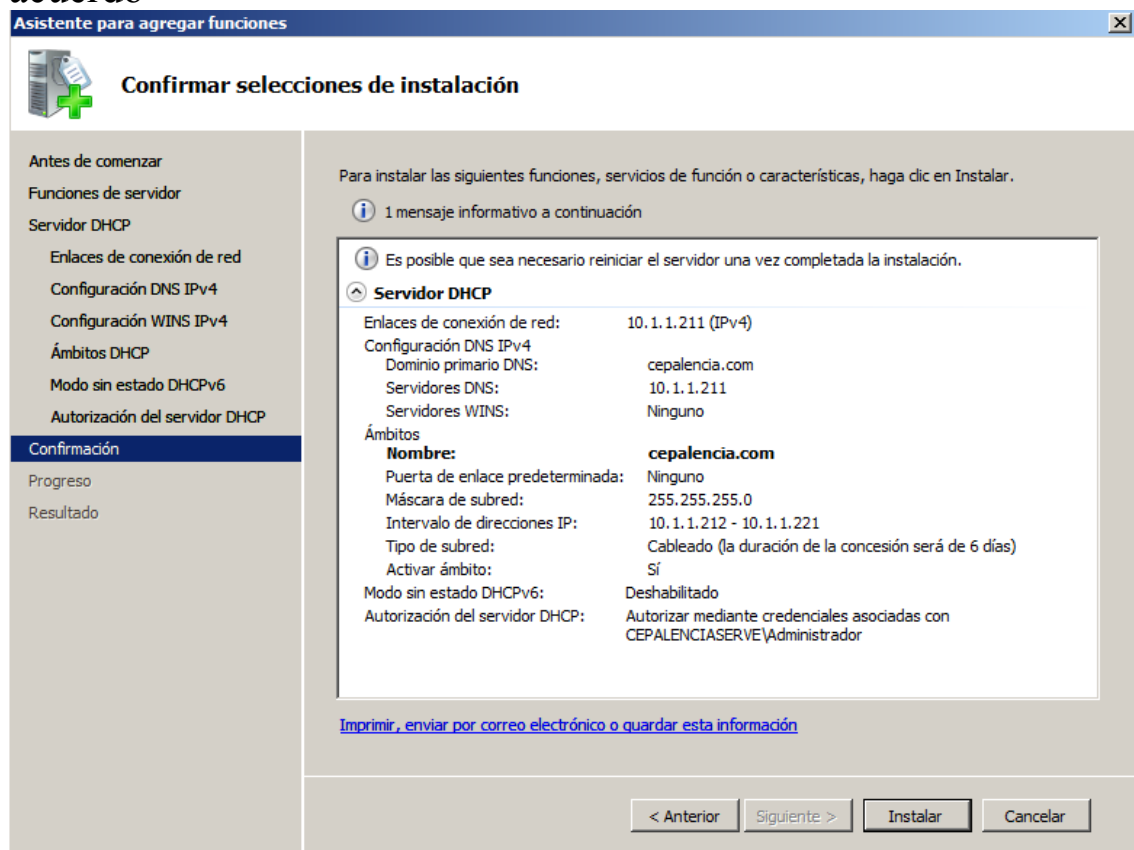 acuerdo
Asistente para agregar funciones
Confirmar selecciones de instalación
Antes de comenzar
Funciones de servidor
Servidor DHCP
Enlaces de conexión de red
Configuración DNS IPv4
Configuración WINS IPv4
Ámbitos DHCP
Modo sin estado DHCPv6
Autorización del servidor DHCP
Confirmación
Progreso
Resultado
Para instalar las siguientes funciones, servicios de función o características, haga clic en Instalar.
1 mensaje informativo a continuación
Es posible que sea necesario reiniciar el servidor una vez completada la instalación.
Servidor DHCP
Enlaces de conexión de red: 10.1.1.211 (IPv4)
Configuración DNS IPv4
Dominio primario DNS: cepalencia.com
Servidores DNS: 10.1.1.211
Servidores WINS: Ninguno
Ámbitos
Nombre: cepalencia.com
Puerta de enlace predeterminada: Ninguno
Máscara de subred: 255.255.255.0
Intervalo de direcciones IP: 10.1.1.212 - 10.1.1.221
Tipo de subred: Cableado (la duración de la concesión será de 6 días)
Activar ámbito: Sí
Modo sin estado DHCPv6: Deshabilitado
Autorización del servidor DHCP: Autorizar mediante credenciales asociadas con
CEPALENCIASERVE\Administrador
Imprimir, enviar por correo electrónico o guardar esta información
< Anterior Siguiente > Instalar Cancelar